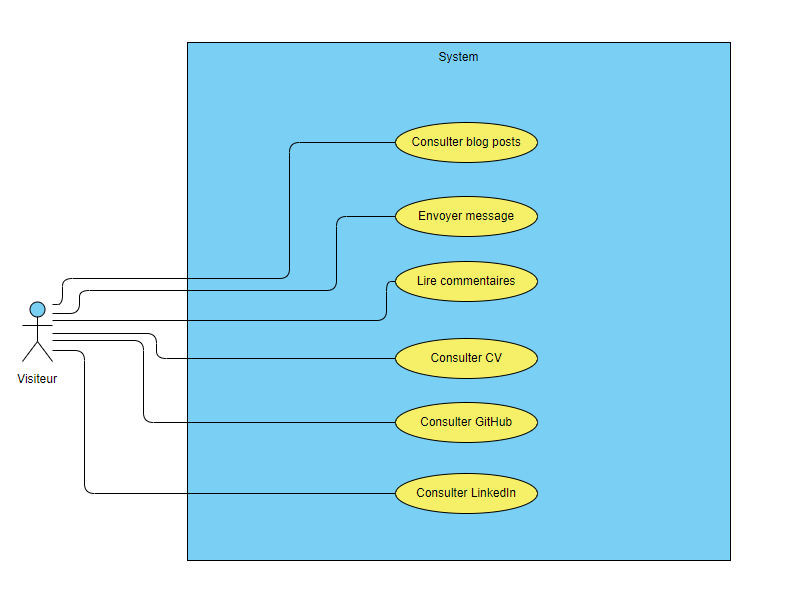 System
Consulter blog posts
Envoyer message
Lire commentaires
Visiteur
Consulter CV
Consulter GitHub
Consulter LinkedIn